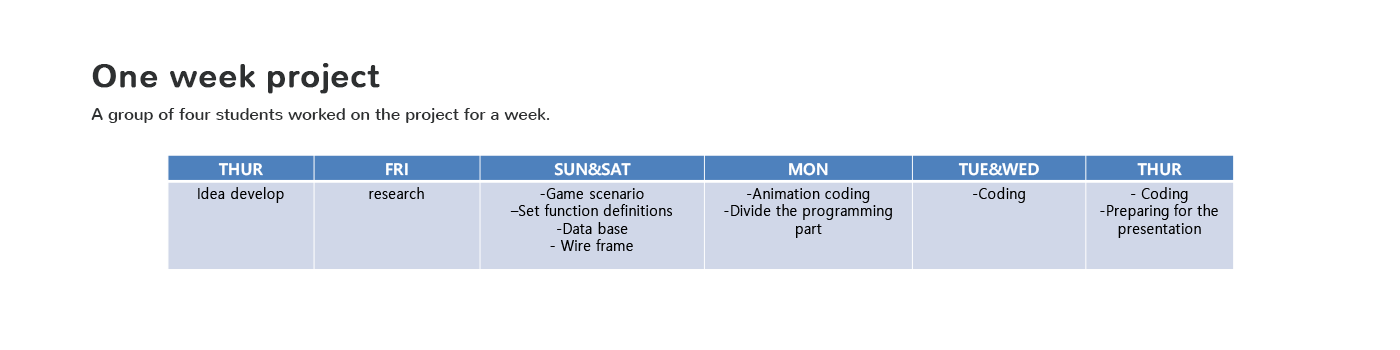 One week project
A group of four students worked on the project for a week.
THUR FRI SUN&SAT MON TUE&WED THUR
Idea develop research -Game scenario -Animation coding -Coding - Coding
–Set function definitions -Divide the programming -Preparing for the
-Data base part presentation
- Wire frame